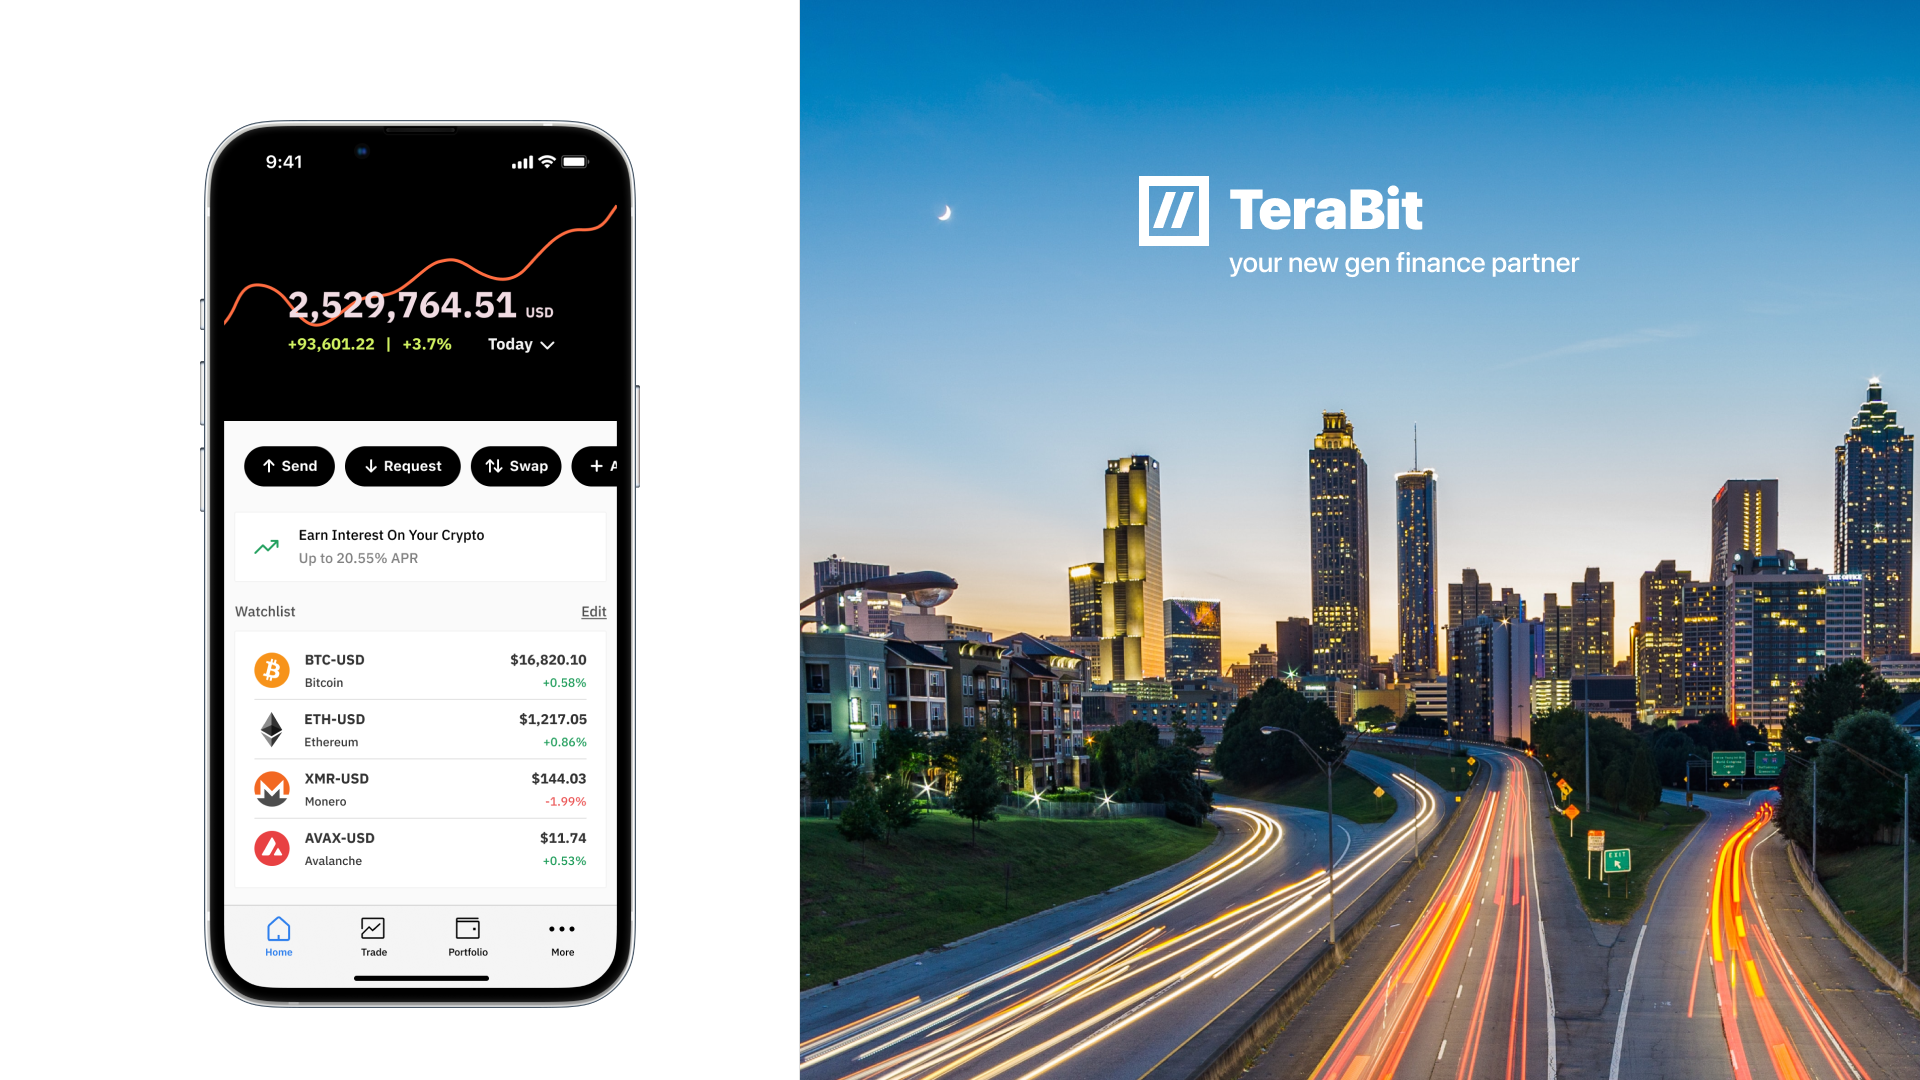 9:41
2,529,764.51 USD
+93,601.22 | +3.7% Today
Send Request Swap + A
Earn Interest On Your Crypto
Up to 20.55% APR
Watchlist Edit
BTC-USD $16,820.10
Bitcoin +0.58%
ETH-USD $1,217.05
Ethereum +0.86%
XMR-USD $144.03
Monero -1.99%
AVAX-USD $11.74
Avalanche +0.53%
Home Trade Portfolio More
TeraBit
your new gen finance partner
THE OFFICE
EXIT